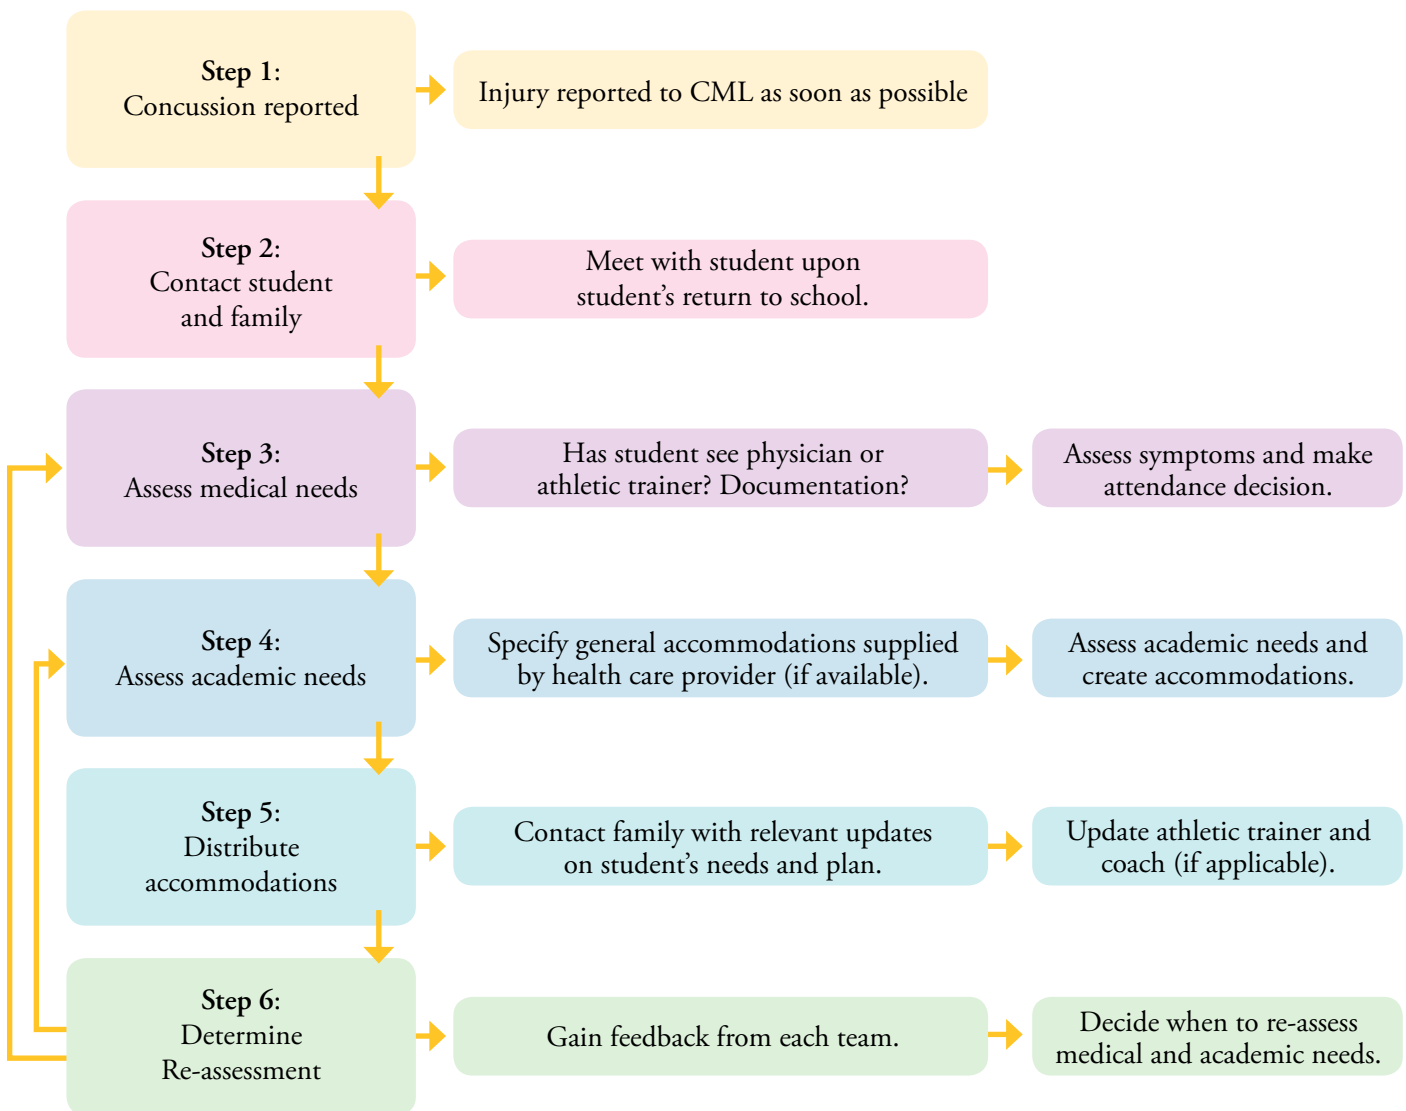 Step 1:
Concussion reported
Injury reported to CML as soon as possible
Step 2:
Contact student
and family
Meet with student upon
student’s return to school.
Step 3:
Assess medical needs
Has student see physician or
athletic trainer? Documentation?
Assess symptoms and make
attendance decision.
Step 4:
Assess academic needs
Specify general accommodations supplied
by health care provider (if available).
Assess academic needs and
create accommodations.
Step 5:
Distribute
accommodations
Contact family with relevant updates
on student’s needs and plan.
Update athletic trainer and
coach (if applicable).
Step 6:
Determine
Re-assessment
Gain feedback from each team.
Decide when to re-assess
medical and academic needs.